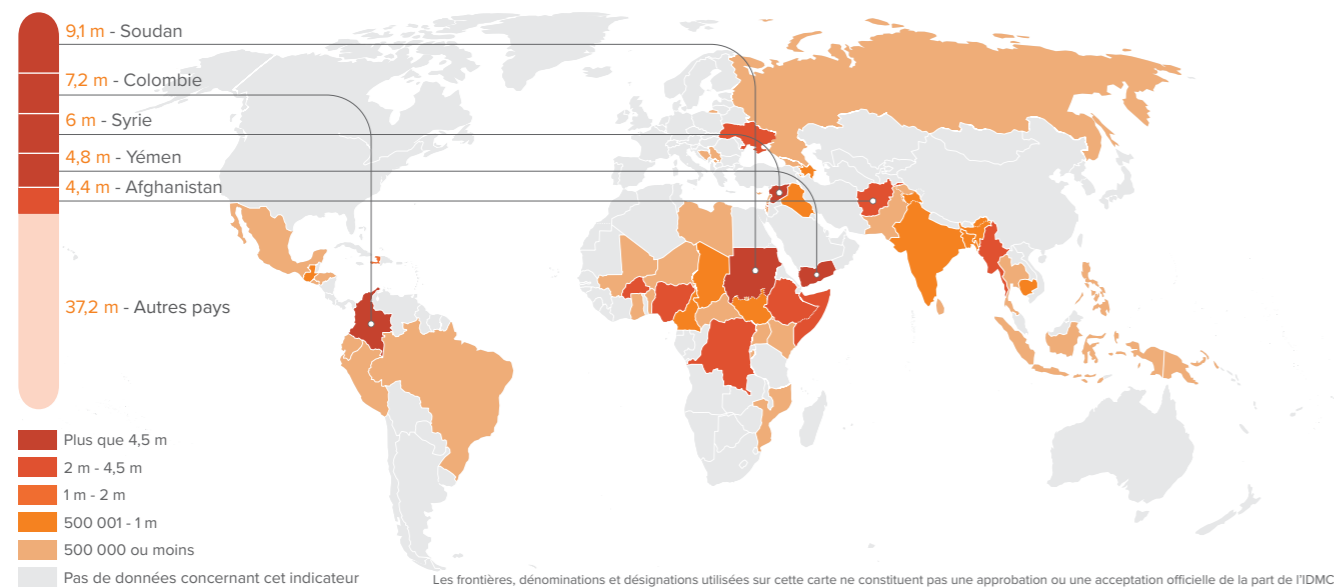 9,1 m - Soudan
7,2 m - Colombie
6 m - Syrie
4,8 m - Yémen
4,4 m - Afghanistan
37,2 m - Autres pays
Plus que 4,5 m
2 m - 4,5 m
1 m - 2 m
500 001 - 1 m
500 000 ou moins
Pas de données concernant cet indicateur
Les frontières, dénominations et désignations utilisées sur cette carte ne constituent pas une approbation ou une acceptation officielle de la part de l'IDMC